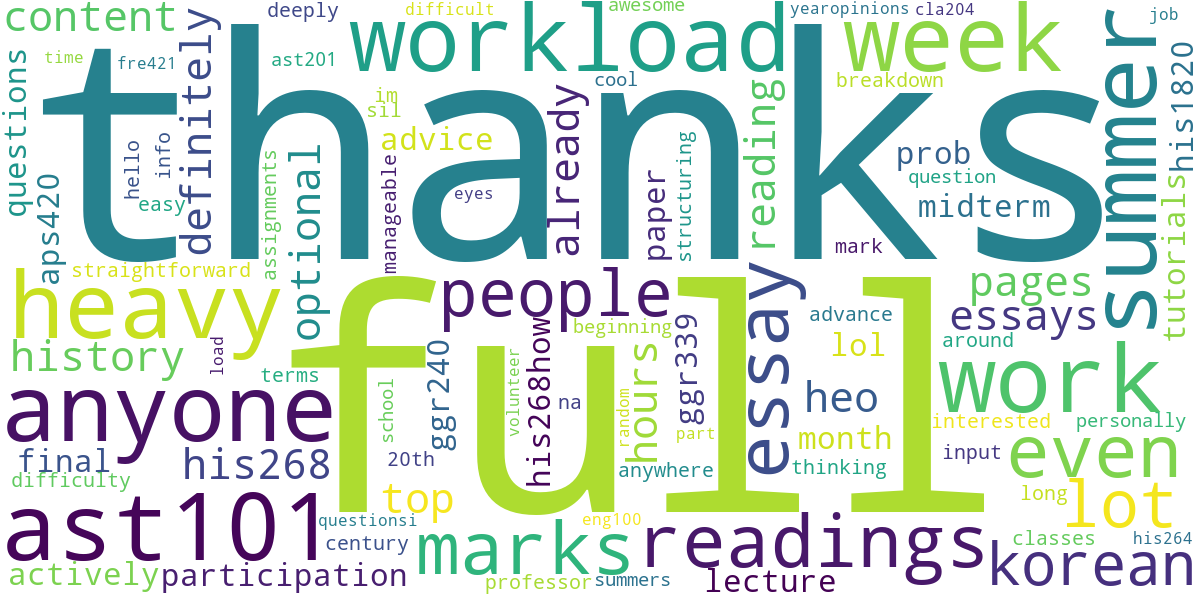 content
deeply
difficult
awesome
yearopinions
cla204
job
time
fre421
ast201
workload
week
thanks
cool
breakdown
questions
definitely
im
sil
already
advice
summer
his1820
hello
info
easy
assignments
optional
manageable
eyes
paper
structuring
reading
prob
question
midterm
mark
tutorials
aps420
straightforward
heavy
people
essay
pages
essays
full
history
load
terms
beginning
advance
lol
around
work
anyone
school
ggr240
volunteer
his268how
na
random
hours
part
ggr339
heo
month
thinking
interested
personally
final
his268
20th
anywhere
input
even
difficulty
top
long
lot
ast101
questionsi
century
marks
eng100
readings
classes
his264
korean
actively
participation
professor
summers
lecture